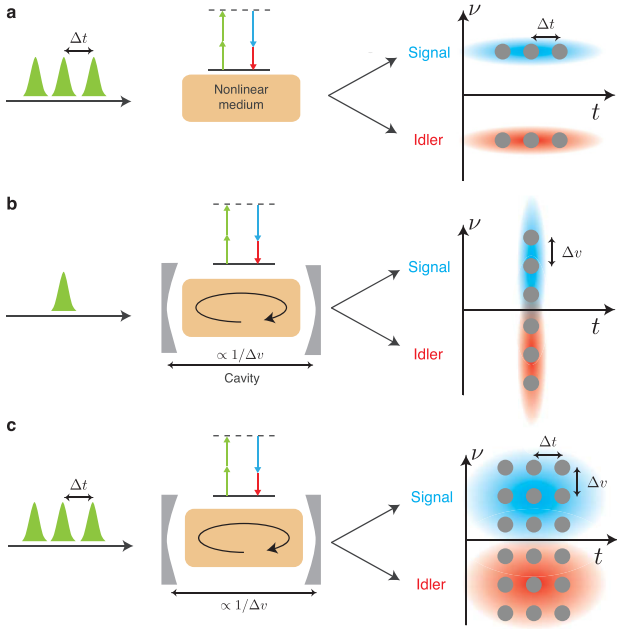 a
Δt
Nonlinear
medium
Signal
Idler
ν
Δt
t
b
∝ 1/Δν
Cavity
Signal
Idler
ν
Δν
t
c
Δt
∝ 1/Δν
Signal
Idler
ν
Δt
Δν
t